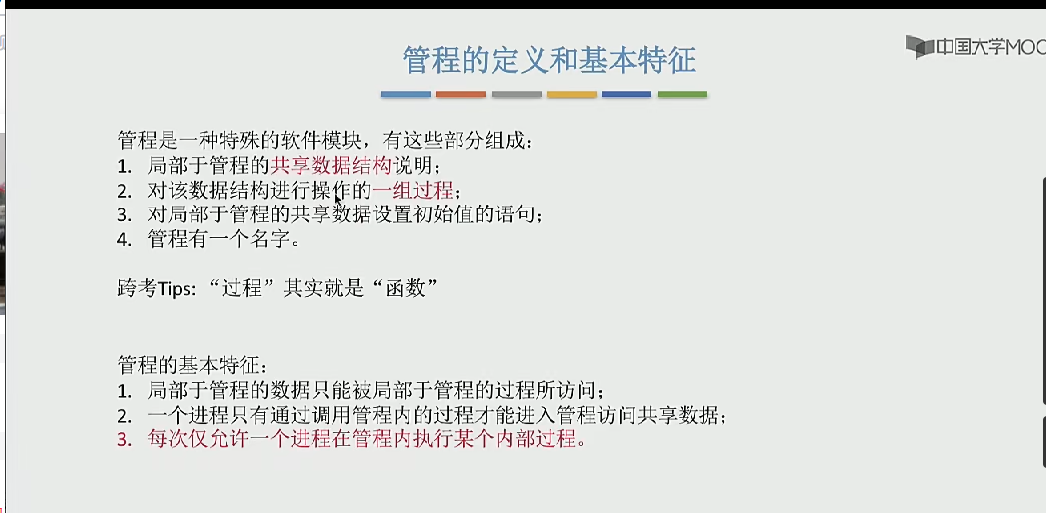 管程的定义和基本特征
中国大学MOO
管程是一种特殊的软件模块，有这些部分组成：
1. 局部于管程的共享数据结构说明；
2. 对该数据结构进行操作的一组过程；
3. 对局部于管程的共享数据设置初始值的语句；
4. 管程有一个名字。
跨考Tips: “过程”其实就是“函数”
管程的基本特征：
1. 局部于管程的数据只能被局部于管程的过程所访问；
2. 一个进程只有通过调用管程内的过程才能进入管程访问共享数据；
3. 每次仅允许一个进程在管程内执行某个内部过程。